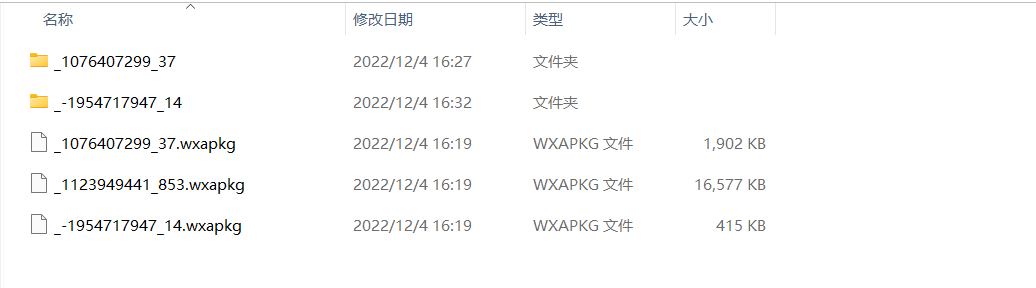 名称 修改日期 类型 大小
_1076407299_37 2022/12/4 16:27 文件夹
_-1954717947_14 2022/12/4 16:32 文件夹
_1076407299_37.wxapkg 2022/12/4 16:19 WXAPKG 文件 1,902 KB
_1123949441_853.wxapkg 2022/12/4 16:19 WXAPKG 文件 16,577 KB
_-1954717947_14.wxapkg 2022/12/4 16:19 WXAPKG 文件 415 KB